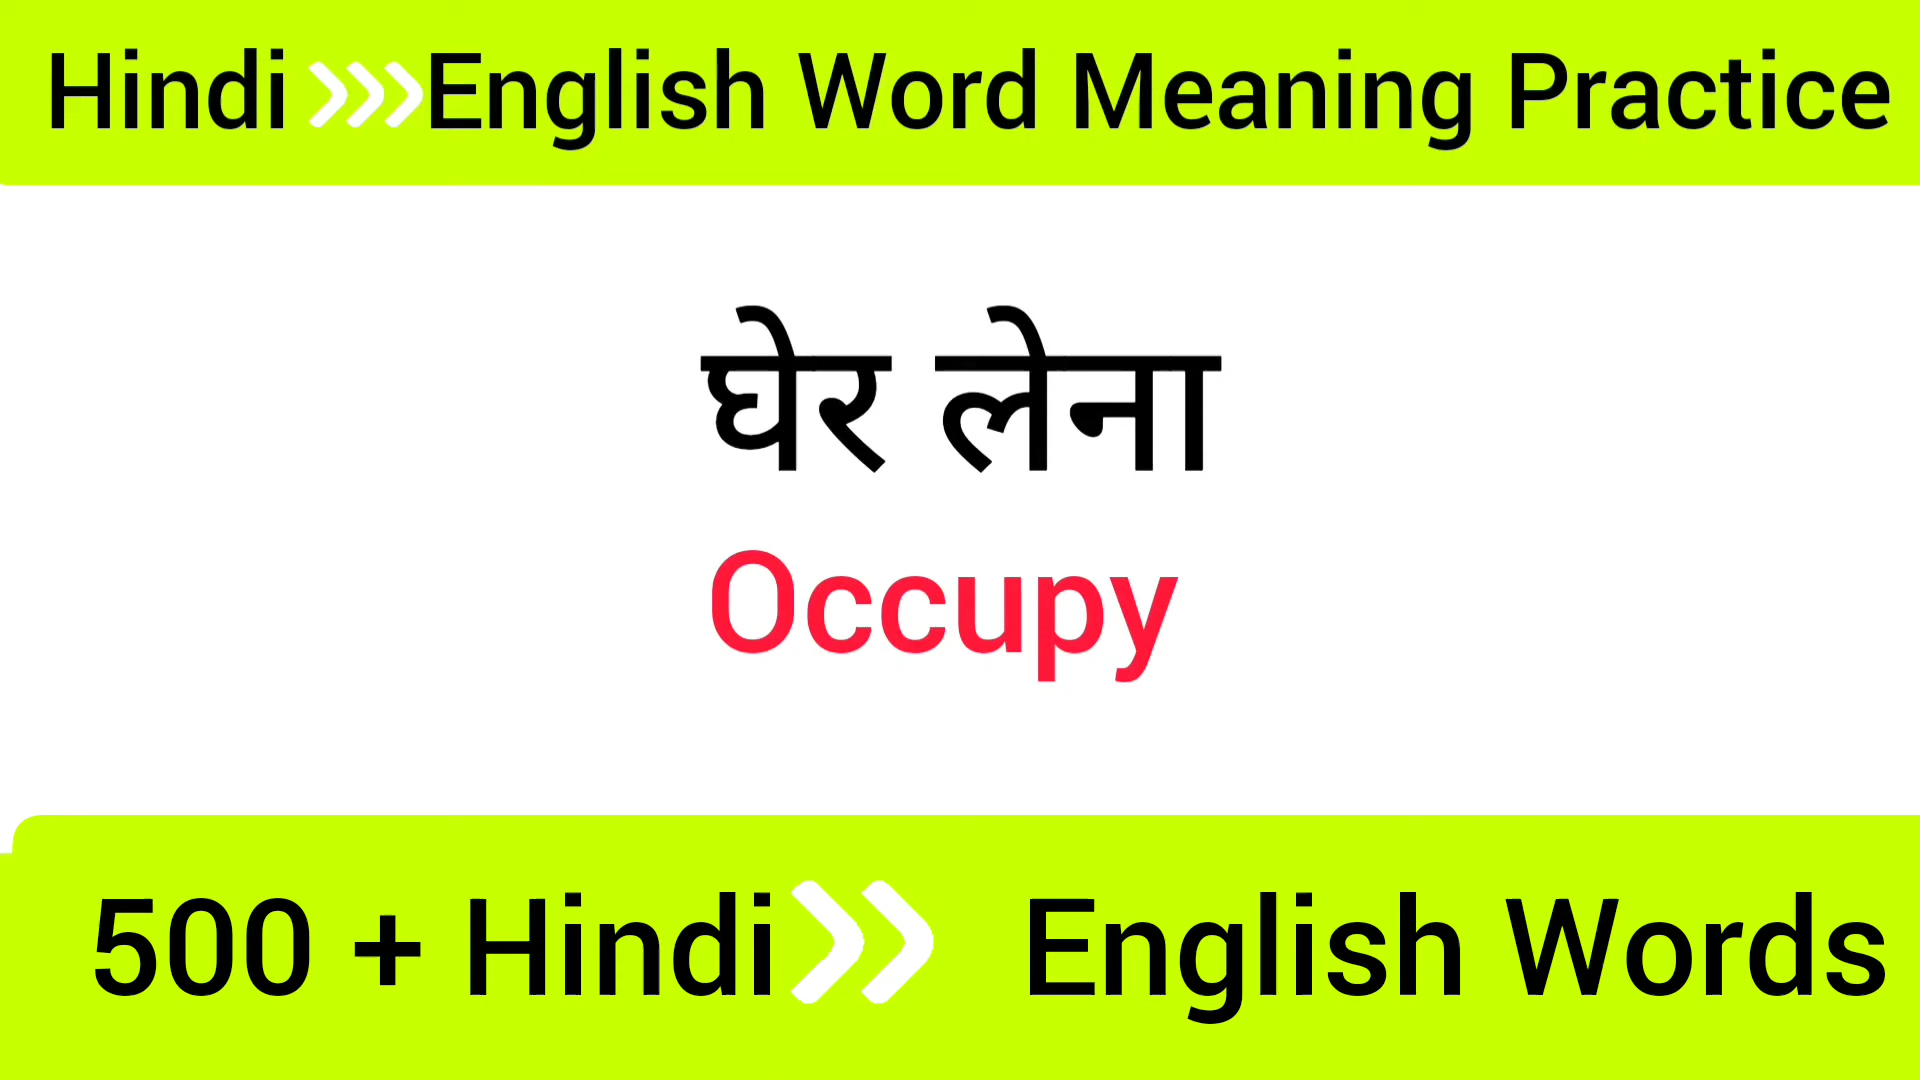 Hindi »›English Word Meaning Practice
घेर लेना
Occupy
500 + Hindi» English Words